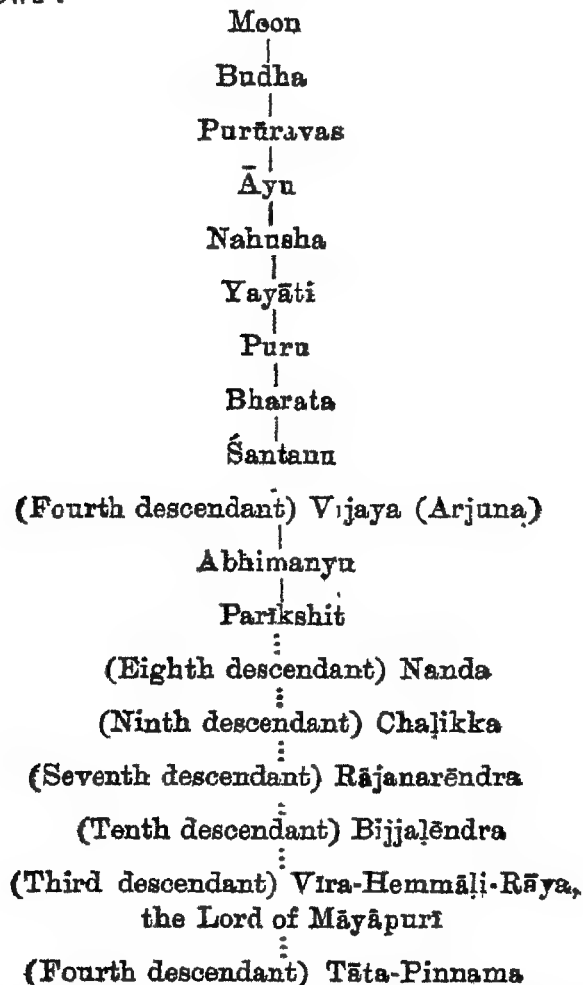 Moon
Budha
Purūravas
Āyu
Nahusha
Yayāti
Puru
Bharata
Śantanu
(Fourth descendant) Vijaya (Arjuna)
Abhimanyu
Parīkshit
(Eighth descendant) Nanda
(Ninth descendant) Chaḷikka
(Seventh descendant) Rājanarēndra
(Tenth descendant) Bijjaḷēndra
(Third descendant) Vīra-Hemmāḷi-Rāya,
the Lord of Māyāpurī
(Fourth descendant) Tāta-Pinnama